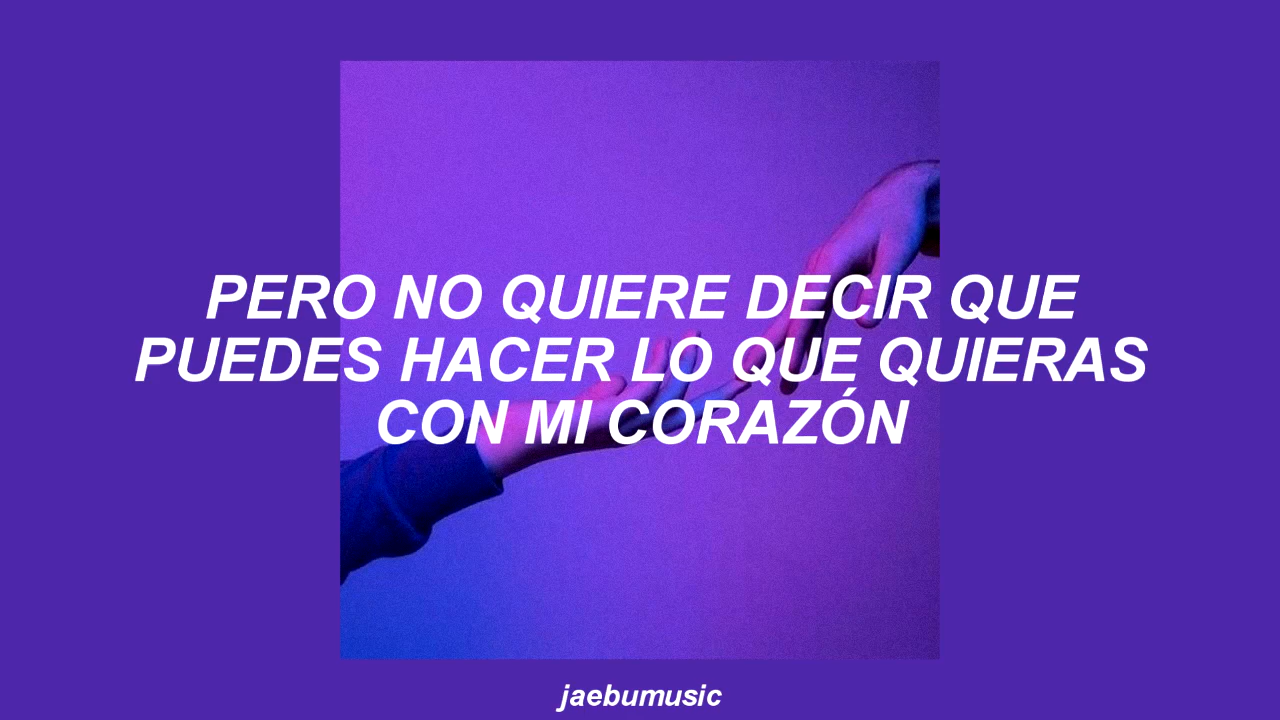 PERO NO QUIERE DECIR QUE
PUEDES HACER LO QUE QUIERAS
CON MI CORAZÓN
jaebumusic